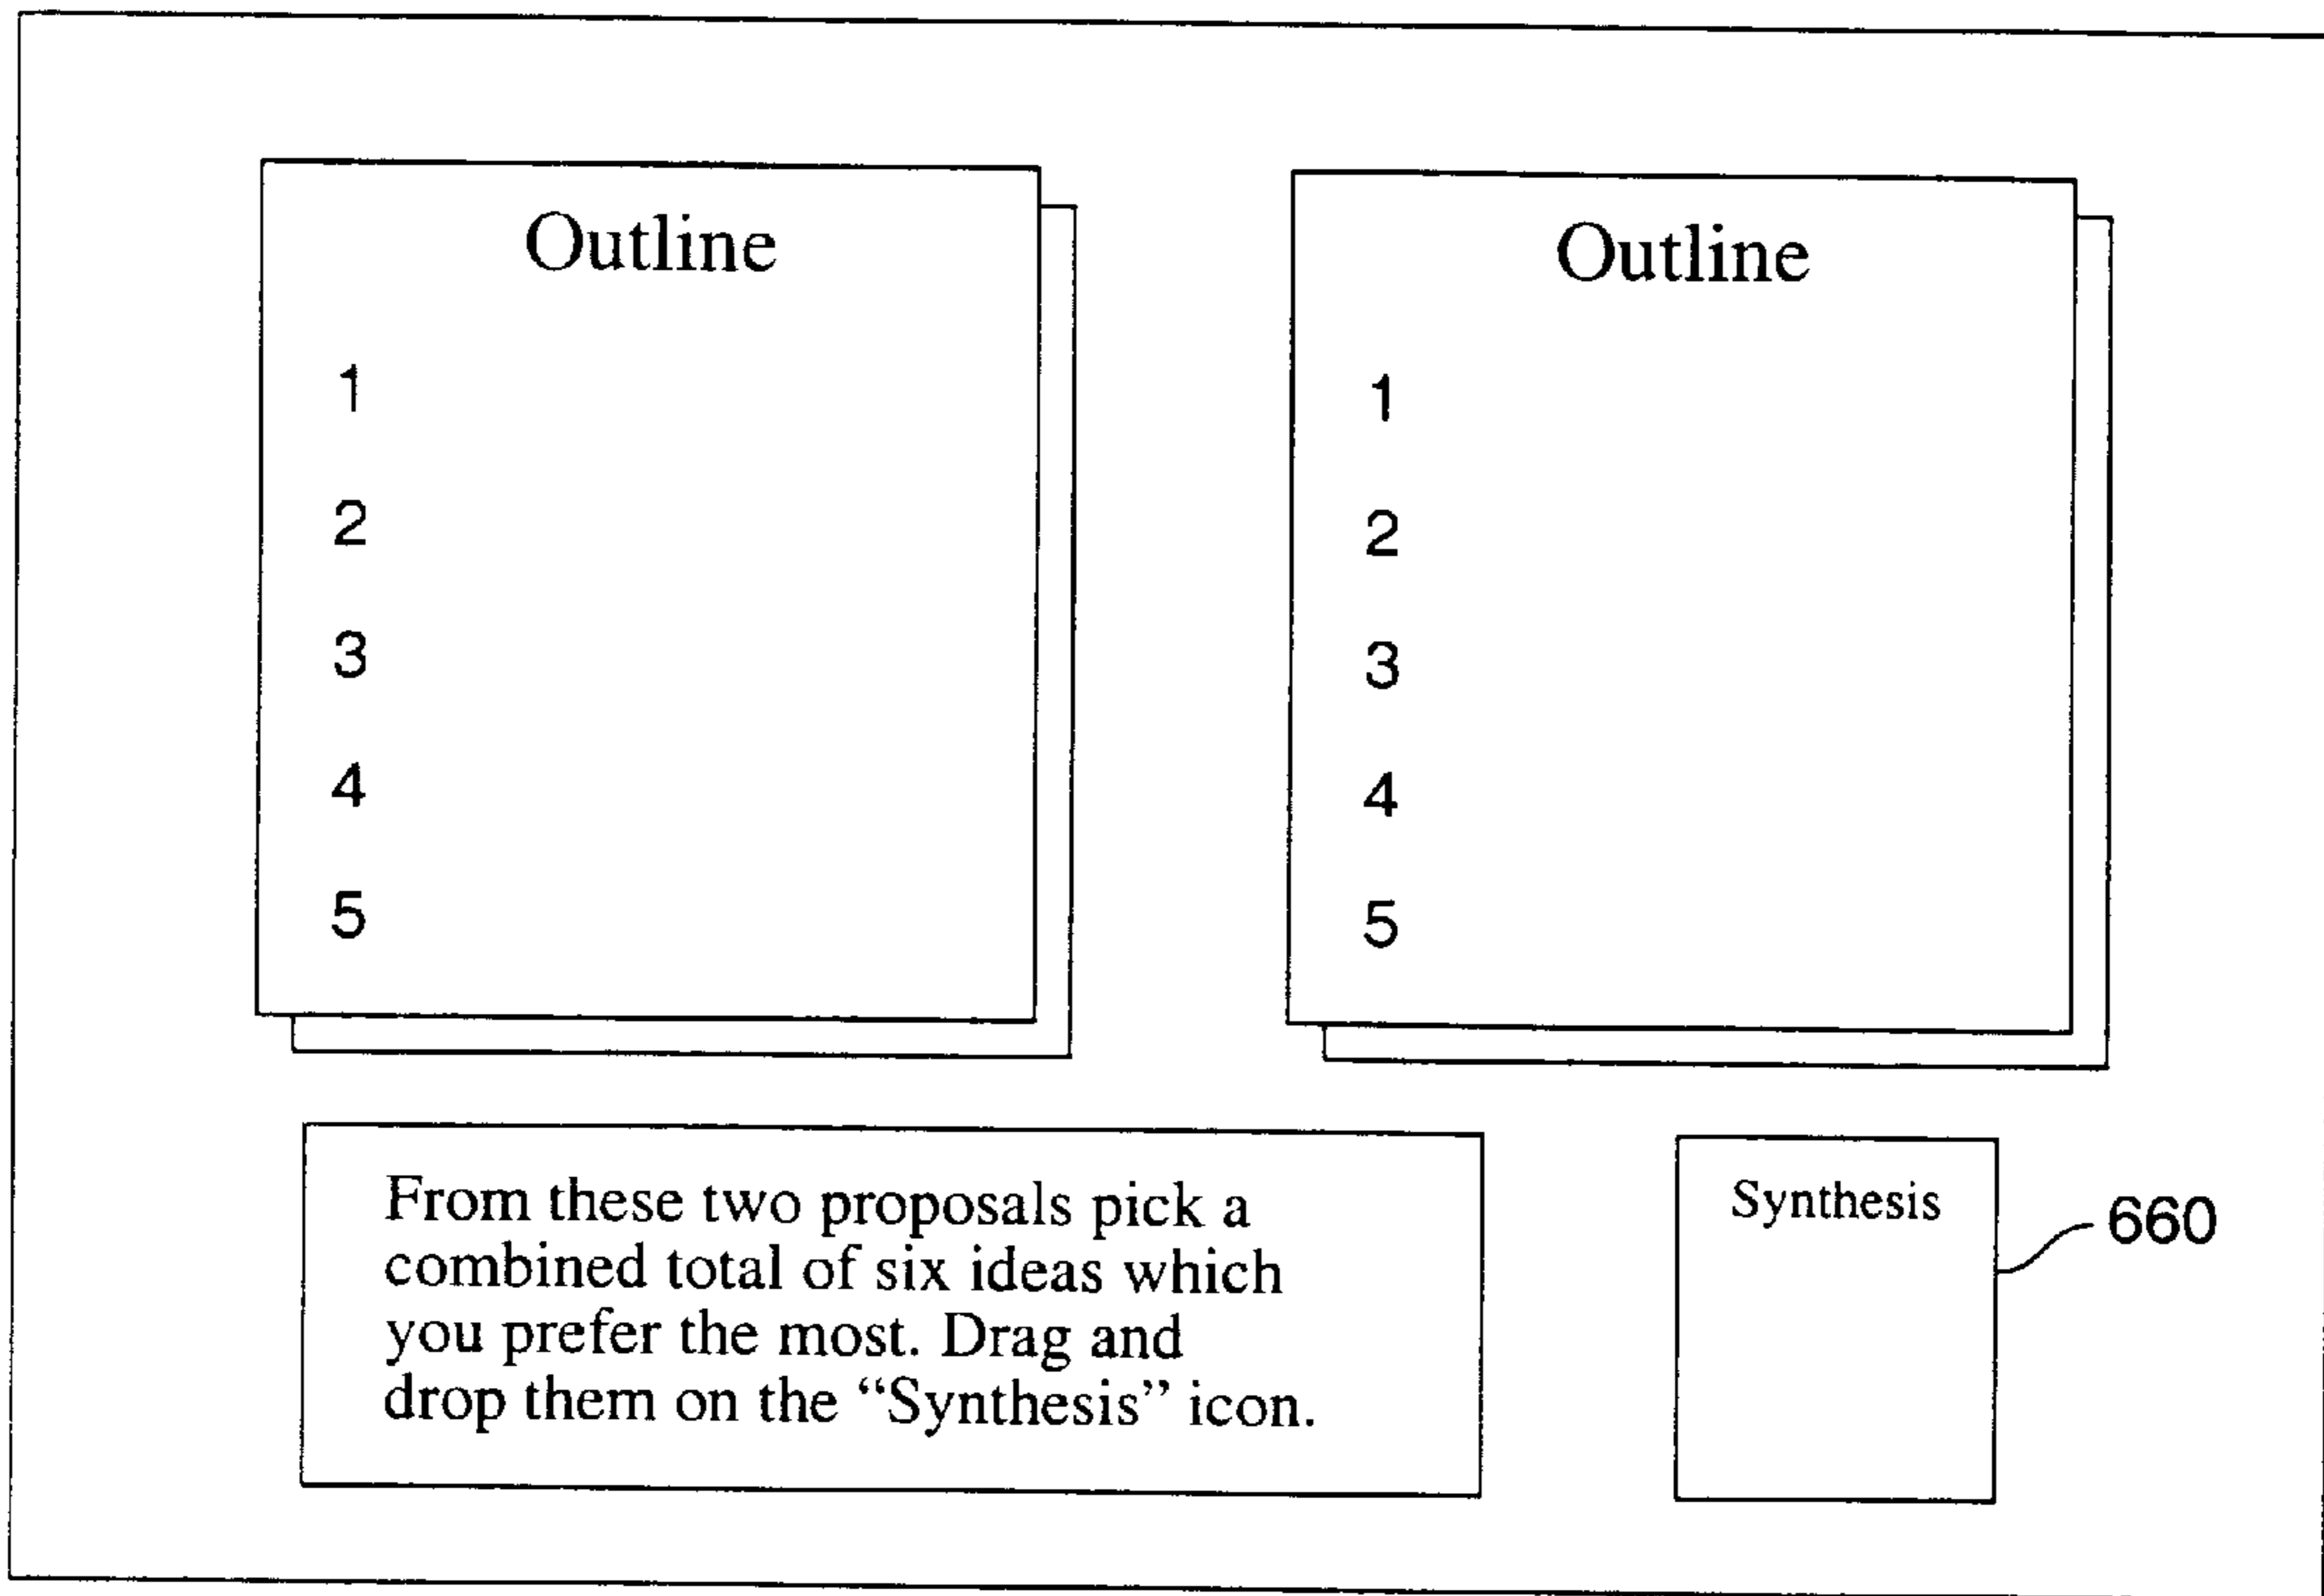 Outline
1
2
3
4
5
Outline
1
2
3
4
5
From these two proposals pick a
combined total of six ideas which
you prefer the most. Drag and
drop them on the “Synthesis” icon.
Synthesis
660